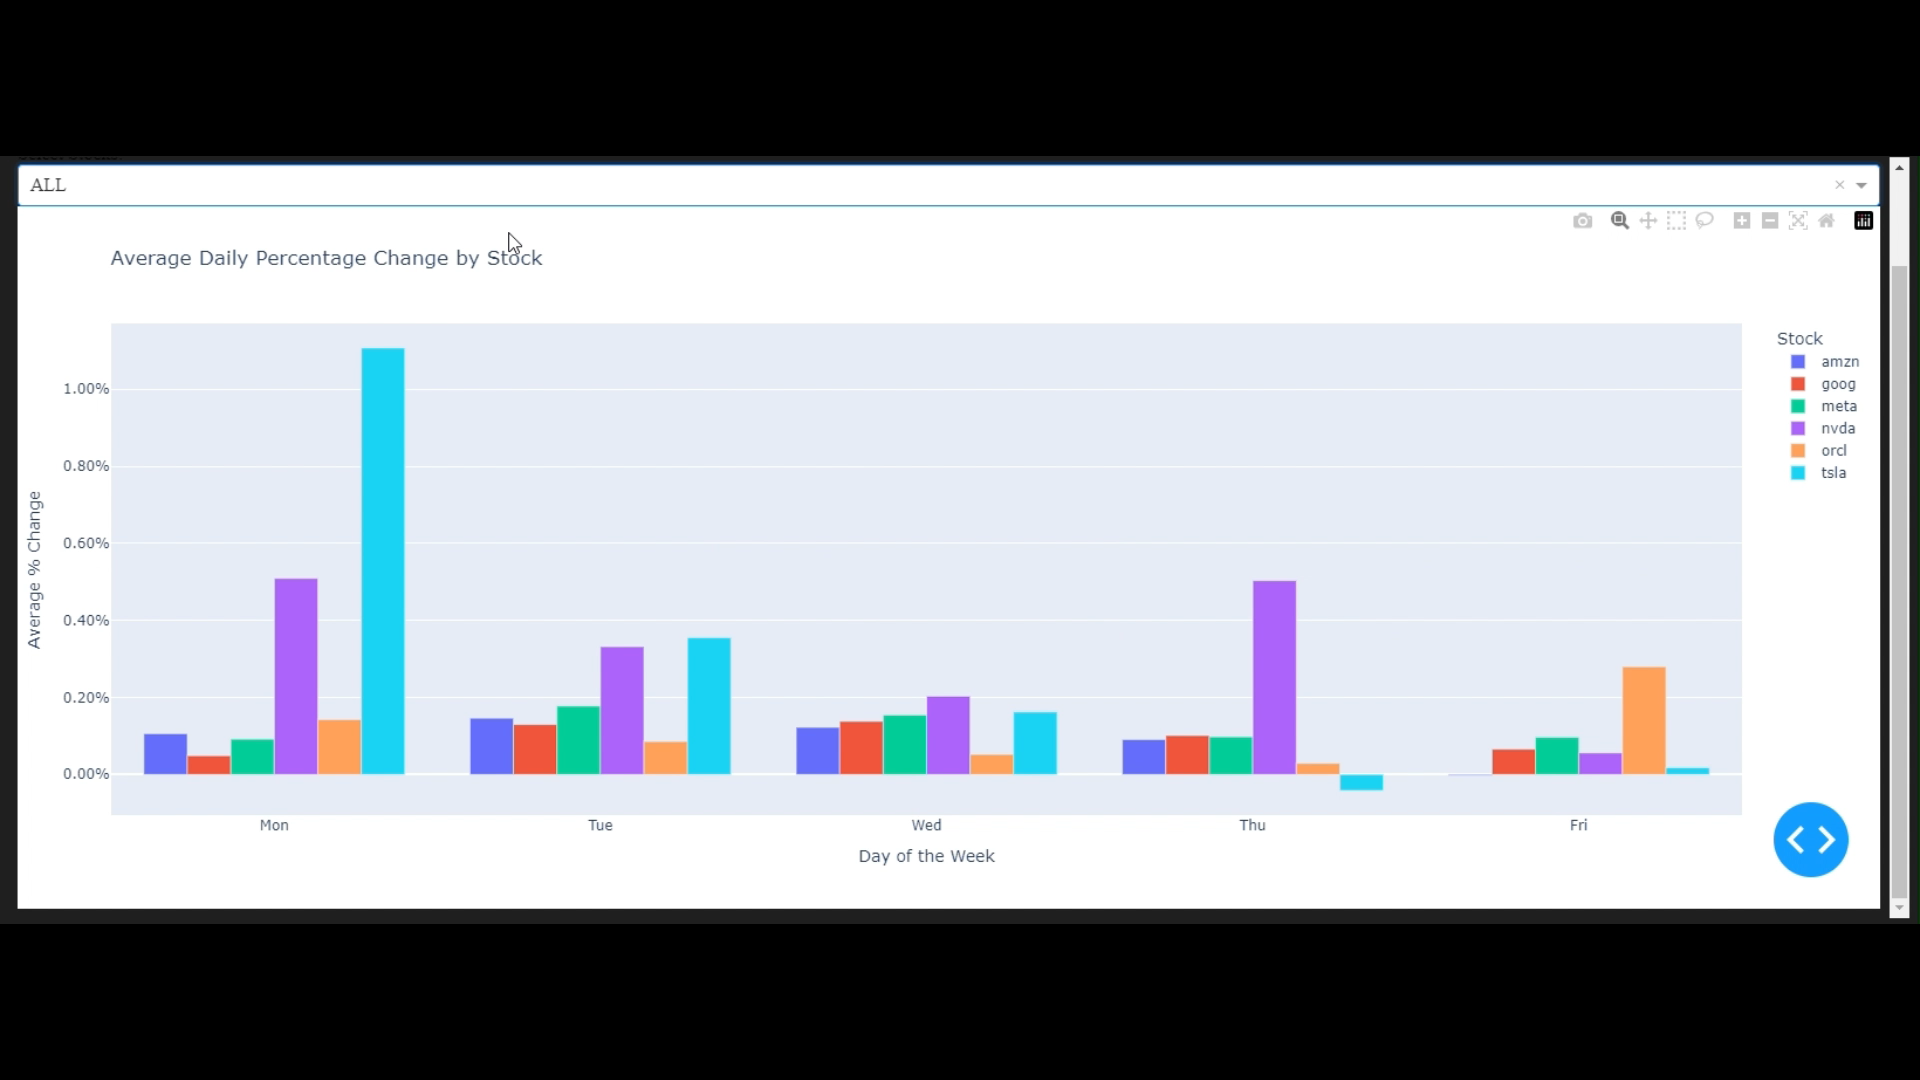 ALL
Average Daily Percentage Change by Stock
Stock
amzn
goog
meta
nvda
orcl
tsla
Average % Change
1.00%
0.80%
0.60%
0.40%
0.20%
0.00%
Mon Tue Wed Thu Fri
Day of the Week